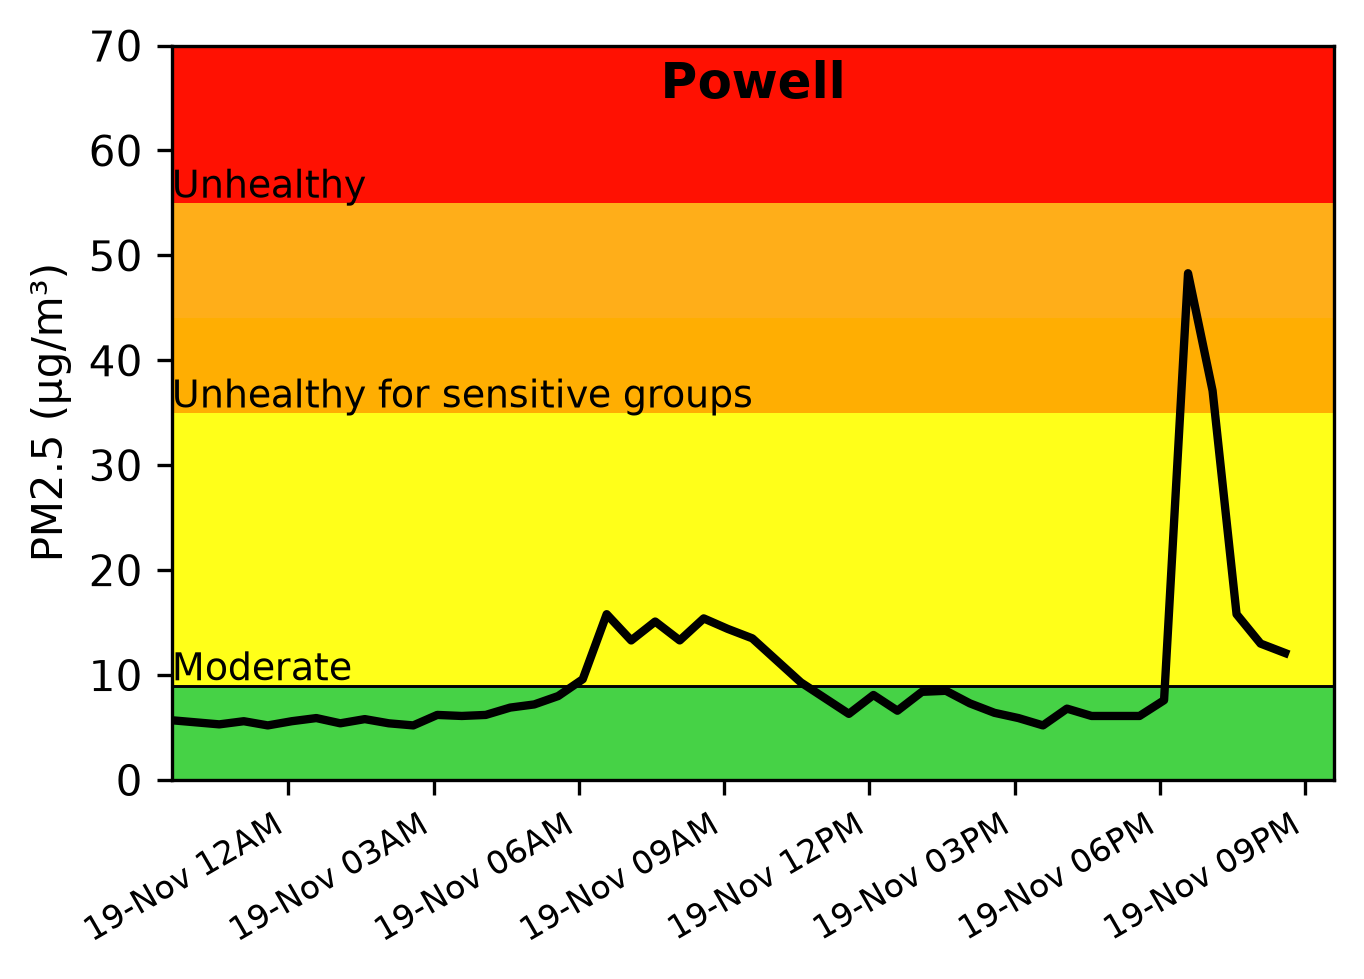 Powell
70
60
50
40
30
20
10
0
PM2.5 (µg/m³)
Unhealthy
Unhealthy for sensitive groups
Moderate
19-Nov 12AM
19-Nov 03AM
19-Nov 06AM
19-Nov 09AM
19-Nov 12PM
19-Nov 03PM
19-Nov 06PM
19-Nov 09PM